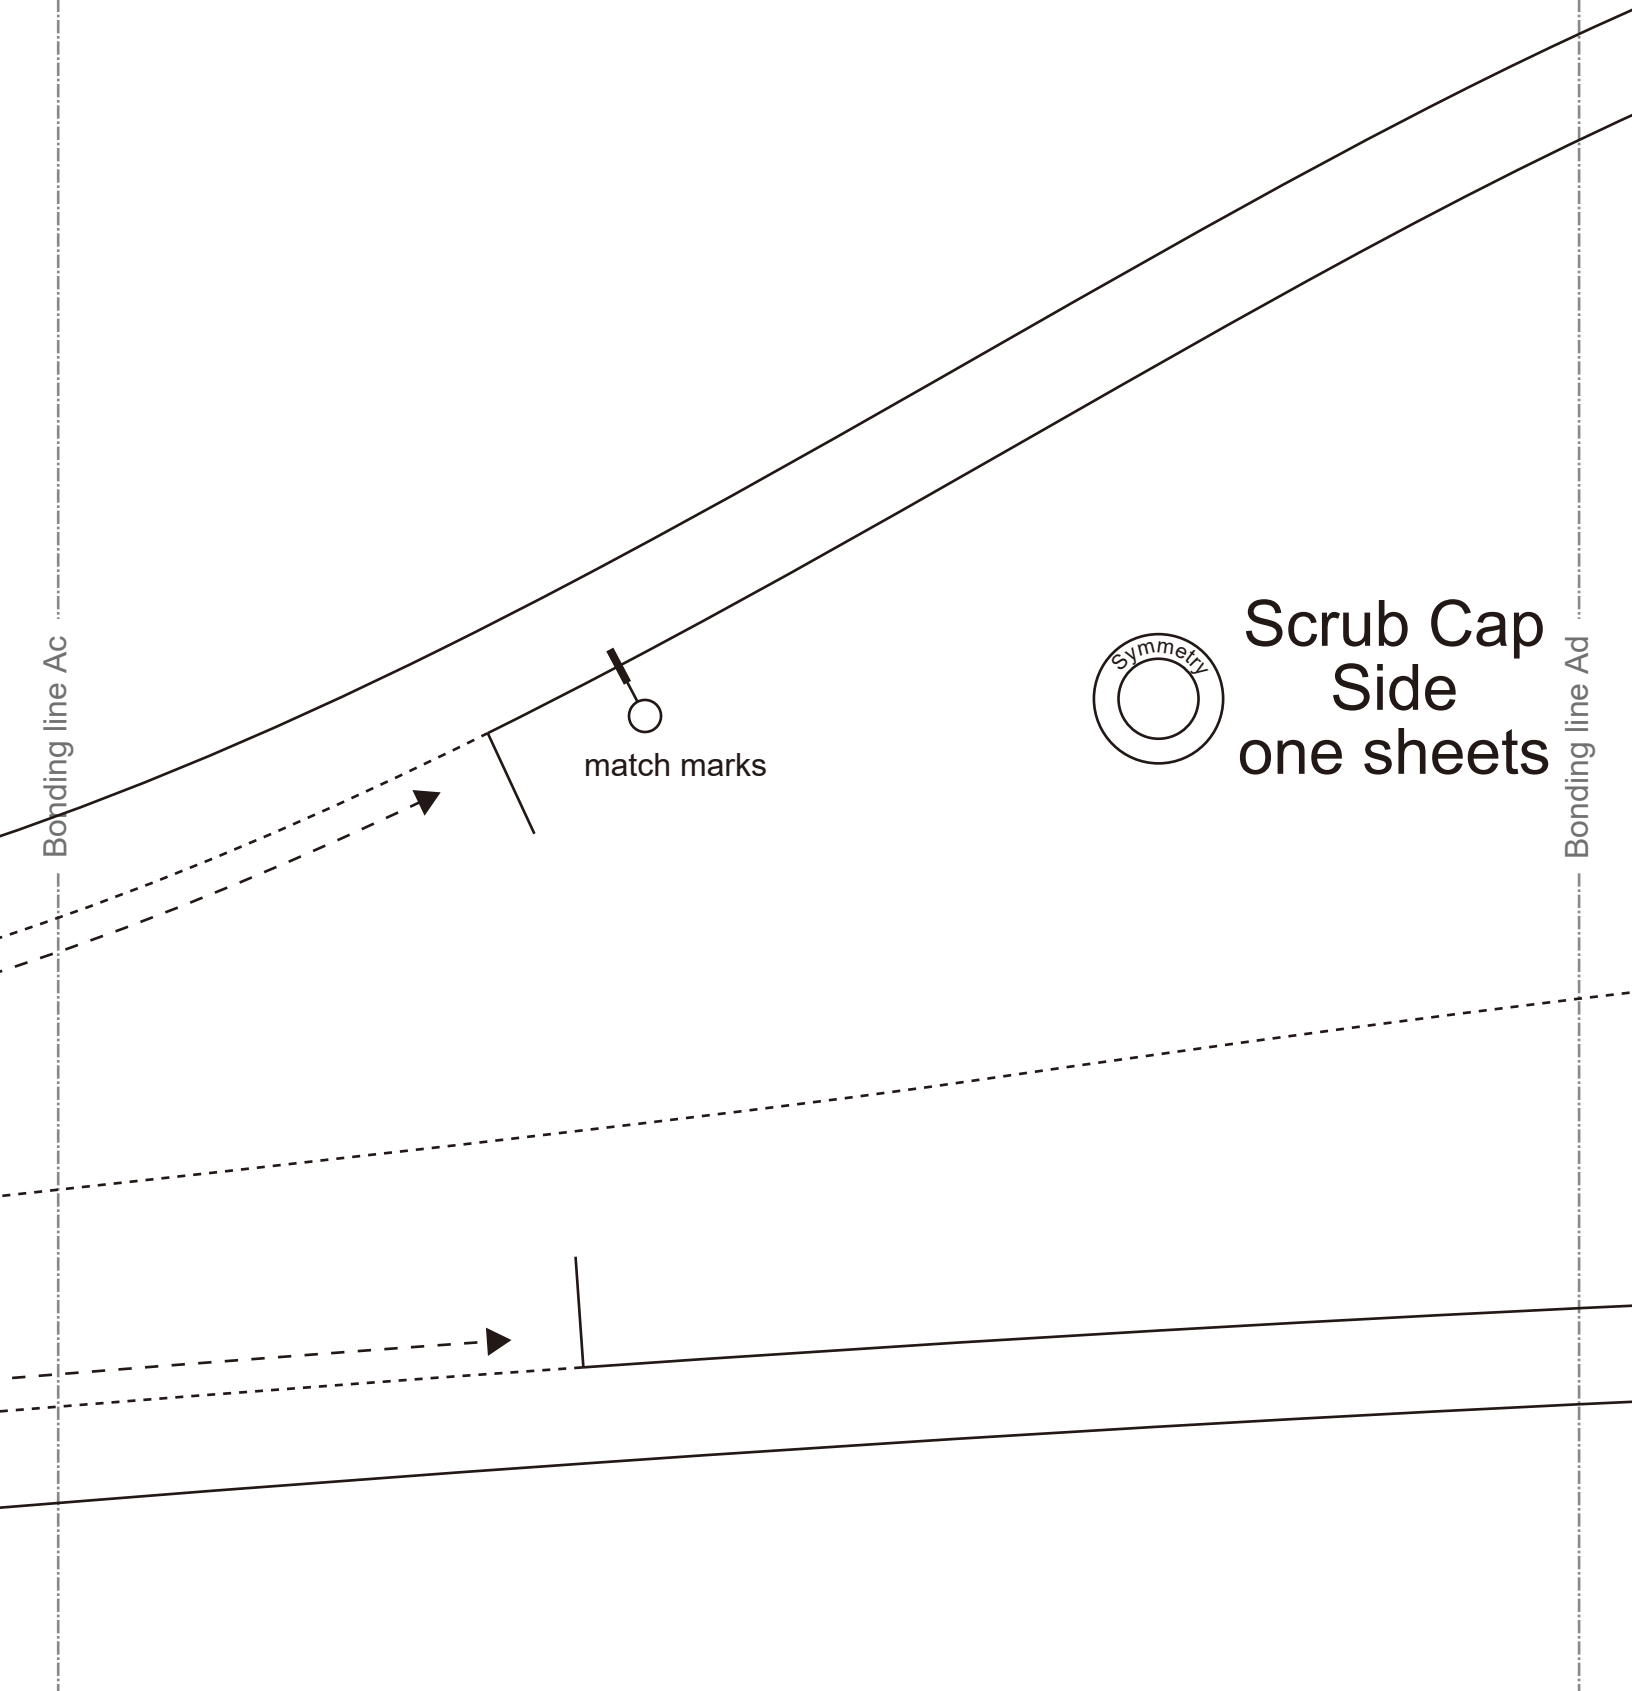 Bonding line Ac
match marks
Symmetry
Scrub Cap
Side
one sheets
Bonding line Ad